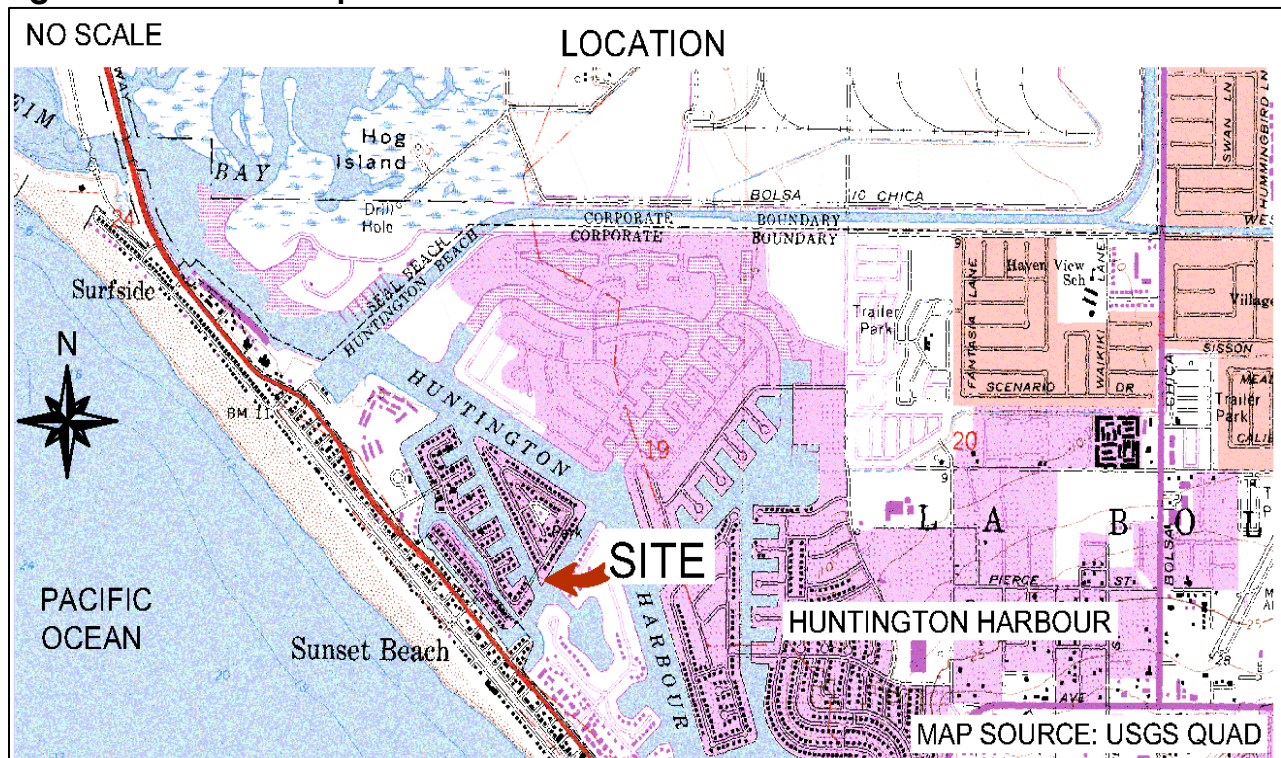 NO SCALE
LOCATION
Hog
Island
BAY
Drill
Hole
BOLSA
CHICA
CORPORATE BOUNDARY
CORPORATE BOUNDARY
SEAL BEACH
HUNTINGTON BEACH
SWAN LN
24
Surfside
N
BM 11
HUNTINGTON
HARBOUR
19
20
9
9
Trailer
Park
FANTASIA LANE
Haven View
Sch
WAIKIKI LANE
SCENARIO DR
SISSON
Trailer
Park
Park
L A B O L
BOLSA CHICA
PIERCE ST
SITE
HUNTINGTON HARBOUR
PACIFIC
OCEAN
Sunset Beach
AVE
MAP SOURCE: USGS QUAD